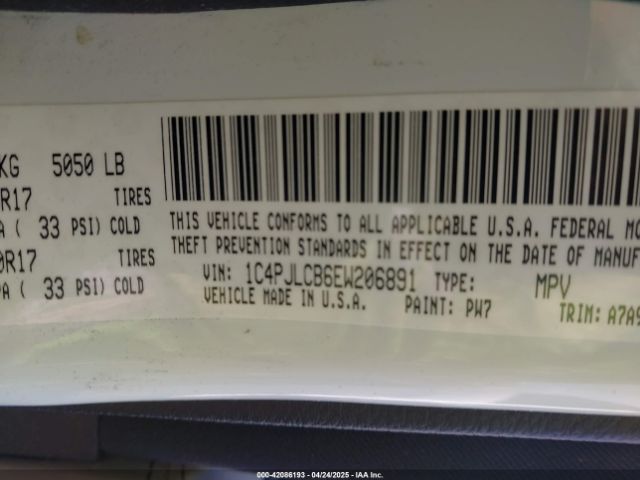 KG 5050 LB
R17 TIRES
A ( 33 PSI) COLD
0R17 TIRES
PA ( 33 PSI) COLD
THIS VEHICLE CONFORMS TO ALL APPLICABLE U.S.A. FEDERAL MO
THEFT PREVENTION STANDARDS IN EFFECT ON THE DATE OF MANUF
VIN: 1C4PJLCB6EW206891 TYPE: MPV
VEHICLE MADE IN U.S.A. PAINT: PW7 TRIM: A7A9
000-42086193 - 04/24/2025 - IAA Inc.